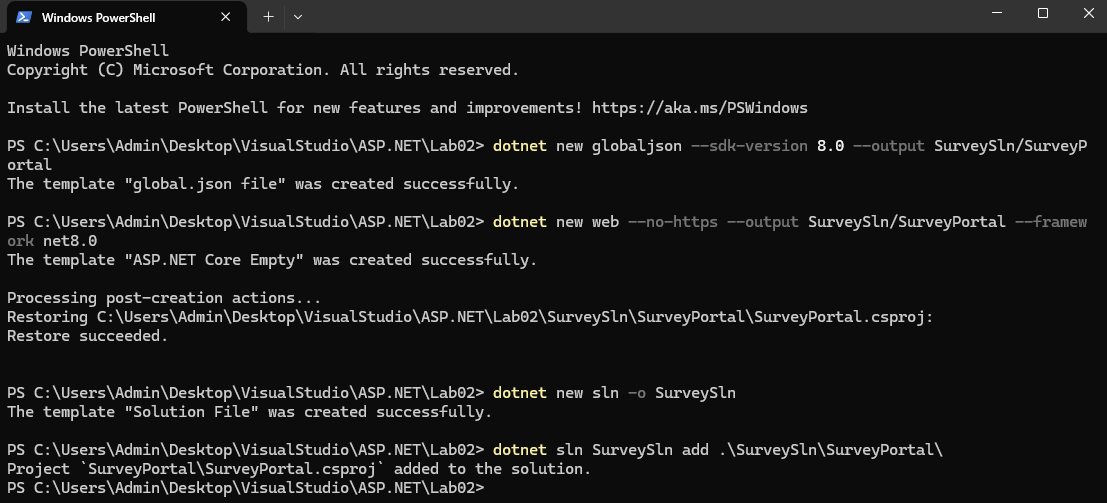 Windows PowerShell
Windows PowerShell
Copyright (C) Microsoft Corporation. All rights reserved.
Install the latest PowerShell for new features and improvements! https://aka.ms/PSWindows
PS C:\Users\Admin\Desktop\VisualStudio\ASP.NET\Lab02> dotnet new globaljson --sdk-version 8.0 --output SurveySln/SurveyP
ortal
The template "global.json file" was created successfully.
PS C:\Users\Admin\Desktop\VisualStudio\ASP.NET\Lab02> dotnet new web --no-https --output SurveySln/SurveyPortal --framew
ork net8.0
The template "ASP.NET Core Empty" was created successfully.
Processing post-creation actions...
Restoring C:\Users\Admin\Desktop\VisualStudio\ASP.NET\Lab02\SurveySln\SurveyPortal\SurveyPortal.csproj:
Restore succeeded.
PS C:\Users\Admin\Desktop\VisualStudio\ASP.NET\Lab02> dotnet new sln -o SurveySln
The template "Solution File" was created successfully.
PS C:\Users\Admin\Desktop\VisualStudio\ASP.NET\Lab02> dotnet sln SurveySln add .\SurveySln\SurveyPortal\
Project `SurveyPortal\SurveyPortal.csproj` added to the solution.
PS C:\Users\Admin\Desktop\VisualStudio\ASP.NET\Lab02>